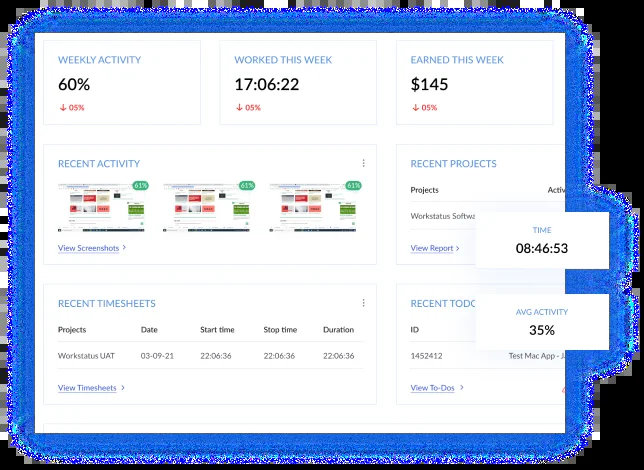 WEEKLY ACTIVITY
60%
↓ 05%
WORKED THIS WEEK
17:06:22
↓ 05%
EARNED THIS WEEK
$145
↓ 05%
RECENT ACTIVITY
61%
61%
61%
View Screenshots >
RECENT PROJECTS
Projects Activ
Workstatus Softwa
View Report >
TIME
08:46:53
AVG ACTIVITY
35%
RECENT TIMESHEETS
Projects Date Start time Stop time Duration
Workstatus UAT 03-09-21 22:06:36 22:06:36 22:06:36
View Timesheets >
RECENT TODO
ID
1452412 Test Mac App - Ja
View To-Dos >